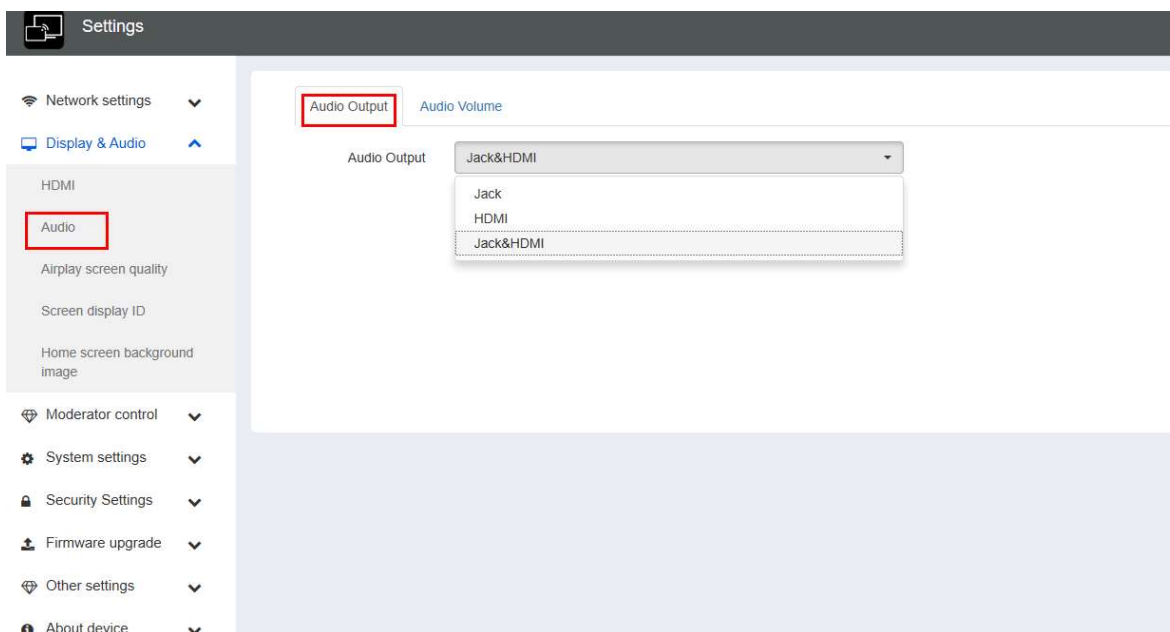 Settings
Network settings
Display & Audio
HDMI
Audio
Airplay screen quality
Screen display ID
Home screen background
image
Moderator control
System settings
Security Settings
Firmware upgrade
Other settings
About device
Audio Output
Audio Volume
Audio Output
Jack&HDMI
Jack
HDMI
Jack&HDMI